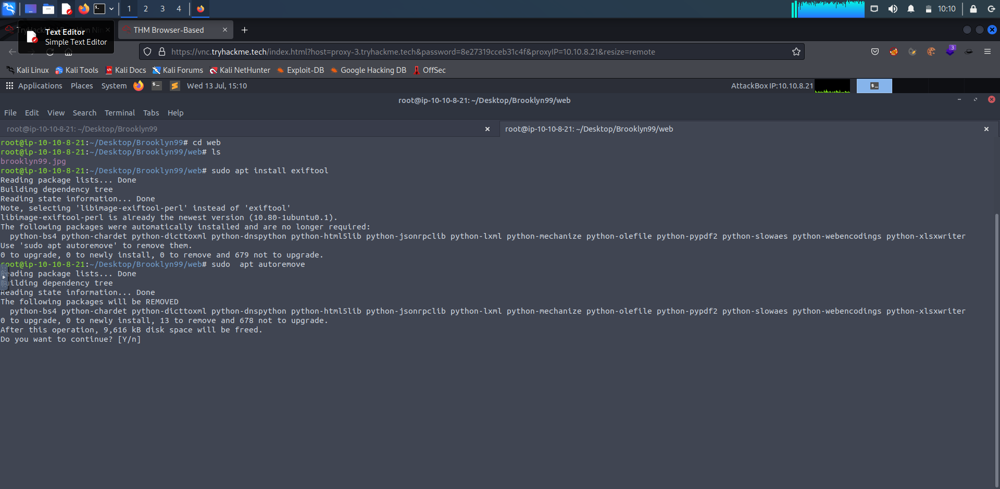 1 2 3 4 10:10
TryHackMe | Brooklyn Nin
Text Editor
Simple Text Editor
THM Browser-Based
https://vnc.tryhackme.tech/index.html?host=proxy-3.tryhackme.tech&password=8e27319cceb31c4f&proxyIP=10.10.8.21&resize=remote
3
Kali Linux Kali Tools Kali Docs Kali Forums Kali NetHunter Exploit-DB Google Hacking DB OffSec
Applications Places System Wed 13 Jul, 15:10 AttackBox IP:10.10.8.21
root@ip-10-10-8-21: ~/Desktop/Brooklyn99/web
File Edit View Search Terminal Tabs Help
root@ip-10-10-8-21: ~/Desktop/Brooklyn99 root@ip-10-10-8-21: ~/Desktop/Brooklyn99/web
root@ip-10-10-8-21:~/Desktop/Brooklyn99# cd web
root@ip-10-10-8-21:~/Desktop/Brooklyn99/web# ls
brooklyn99.jpg
root@ip-10-10-8-21:~/Desktop/Brooklyn99/web# sudo apt install exiftool
Reading package lists... Done
Building dependency tree
Reading state information... Done
Note, selecting 'libimage-exiftool-perl' instead of 'exiftool'
libimage-exiftool-perl is already the newest version (10.80-1ubuntu0.1).
The following packages were automatically installed and are no longer required:
  python-bs4 python-chardet python-dicttoxml python-dnspython python-html5lib python-jsonrpclib python-lxml python-mechanize python-olefile python-pypdf2 python-slowaes python-webencodings python-xlsxwriter
Use 'sudo apt autoremove' to remove them.
0 to upgrade, 0 to newly install, 0 to remove and 679 not to upgrade.
root@ip-10-10-8-21:~/Desktop/Brooklyn99/web# sudo  apt autoremove
Reading package lists... Done
Building dependency tree
Reading state information... Done
The following packages will be REMOVED
  python-bs4 python-chardet python-dicttoxml python-dnspython python-html5lib python-jsonrpclib python-lxml python-mechanize python-olefile python-pypdf2 python-slowaes python-webencodings python-xlsxwriter
0 to upgrade, 0 to newly install, 13 to remove and 678 not to upgrade.
After this operation, 9,616 kB disk space will be freed.
Do you want to continue? [Y/n]